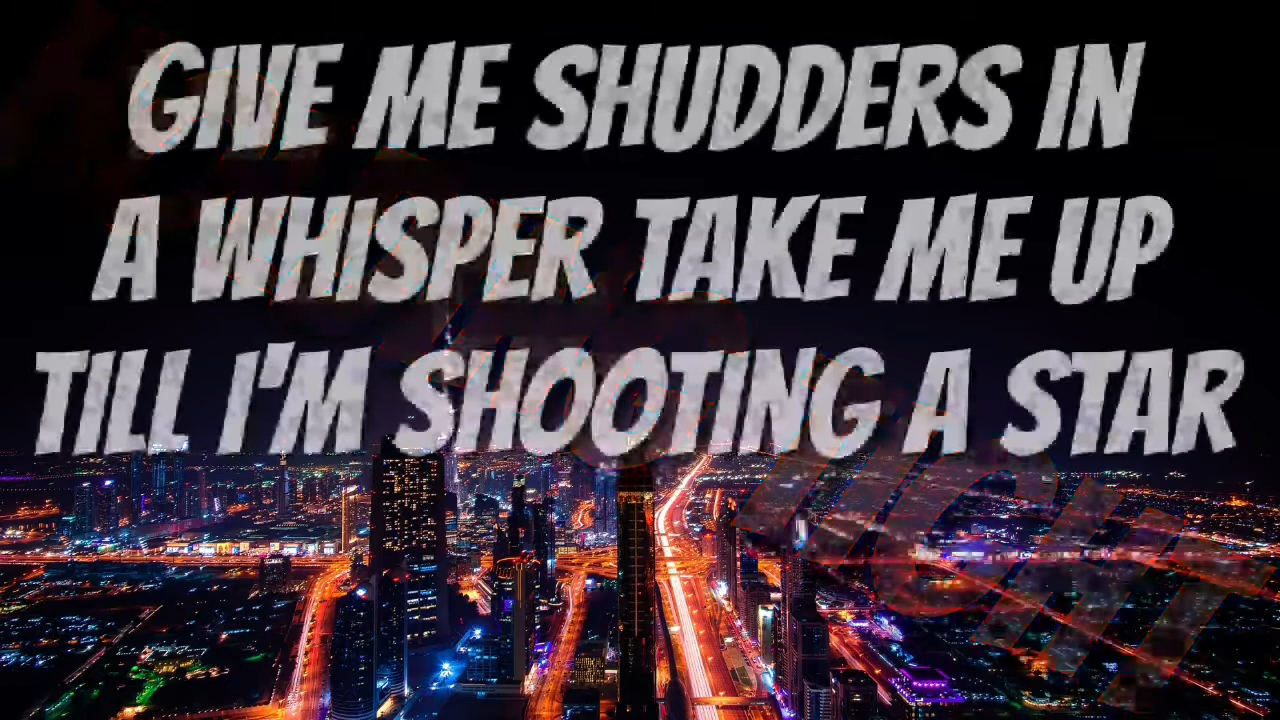 GIVE ME SHUDDERS IN
A WHISPER TAKE ME UP
TILL I'M SHOOTING A STAR